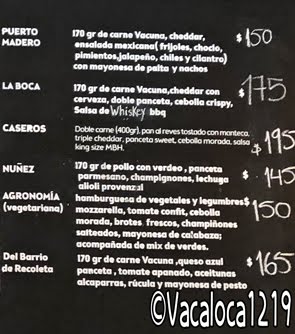 PUERTO MADERO 170 gr de carne Vacuna, cheddar, $150
ensalada mexicana( frijoles, choclo,
pimientos,jalapeño, chiles y cilantro)
con mayonesa de palta y nachos
LA BOCA 170 gr de carne Vacuna,cheddar con $175
cerveza, doble panceta, cebolla crispy,
Salsa de Whiskey bbq
CASEROS Doble carne (400gr), pan al reves tostado con manteca, $195
triple cheddar, panceta sweet, cebolla morada, salsa
king size MBH.
NUÑEZ 170 gr de pollo con verdeo , panceta $145
parmesano, champignones, lechuga
alioli provenzal
AGRONOMÍA (vegetariana) hamburguesa de vegetales y legumbres $150
mozzarella, tomate confit, cebolla
morada, brotes frescos, champiñones
salteados, mayonesa de calabaza;
acompañada de mix de verdes.
Del Barrio de Recoleta 170 gr de carne Vacuna ,queso azul $165
panceta , tomate apanado, aceitunas
alcaparras, rúcula y mayonesa de pesto
©Vacaloca1219